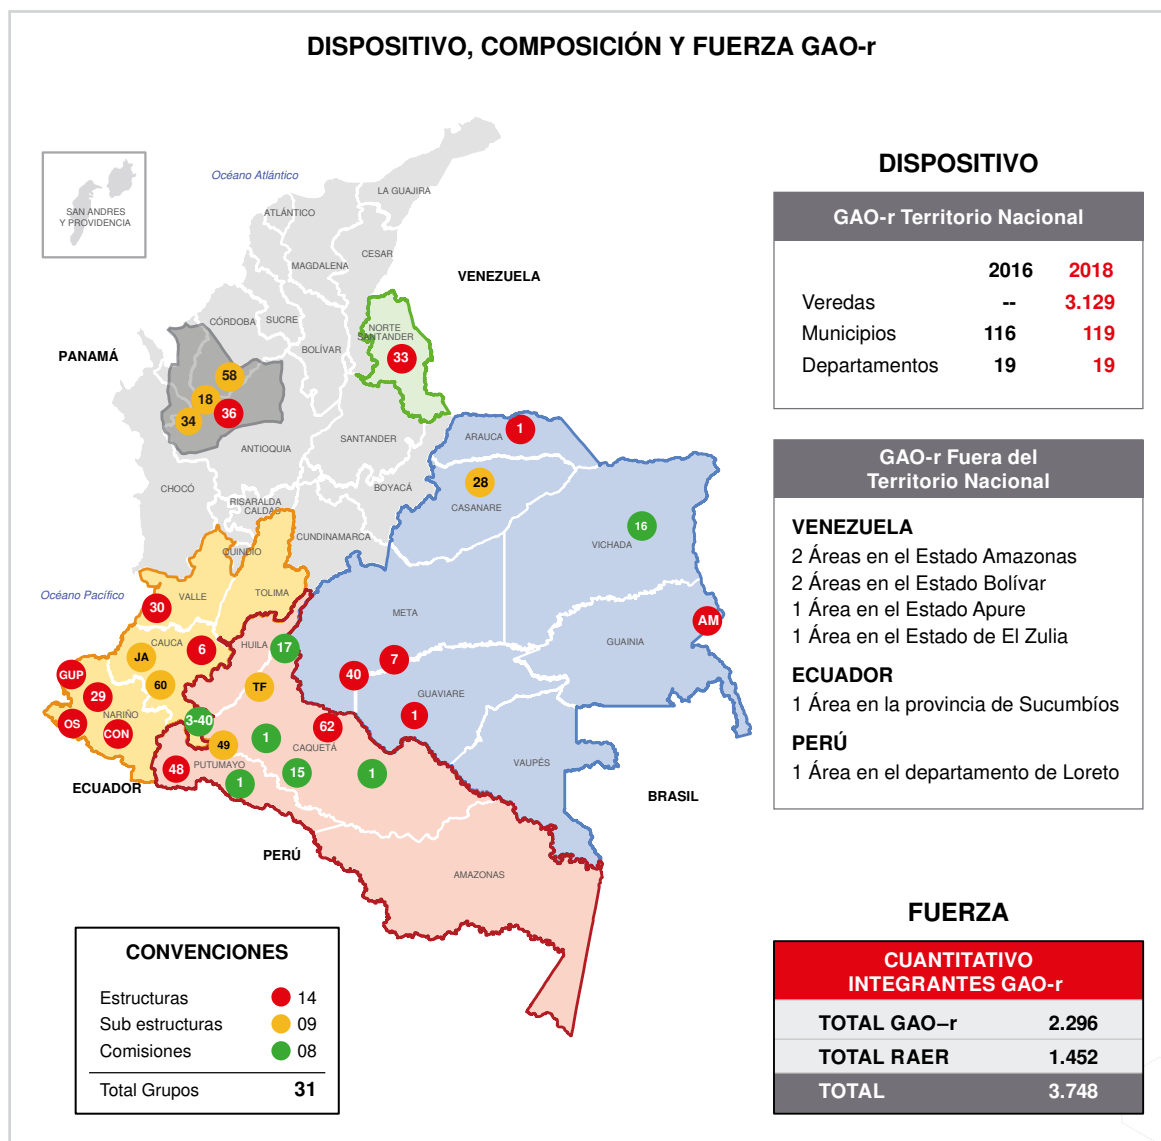 DISPOSITIVO, COMPOSICIÓN Y FUERZA GAO-r
Océano Atlántico
SAN ANDRES
Y PROVIDENCIA
LA GUAJIRA
ATLÁNTICO
CESAR
MAGDALENA
VENEZUELA
CÓRDOBA
SUCRE
NORTE
SANTANDER
BOLÍVAR
PANAMÁ
33
58
18
36
34
ANTIOQUIA
SANTANDER
ARAUCA
1
CHOCÓ
BOYACÁ
28
CASANARE
RISARALDA
CALDAS
CUNDINAMARCA
16
VICHADA
QUINDIO
Océano Pacífico
VALLE
TOLIMA
30
META
AM
CAUCA
HUILA
GUAINIA
JA
6
17
7
GUP
40
29
60
TF
GUAVIARE
NARIÑO
OS
CON
3-40
62
1
49
1
CAQUETÁ
48
PUTUMAYO
15
1
1
VAUPÉS
ECUADOR
BRASIL
PERÚ
AMAZONAS
CONVENCIONES
Estructuras 14
Sub estructuras 09
Comisiones 08
Total Grupos 31
DISPOSITIVO
GAO-r Territorio Nacional
2016 2018
Veredas -- 3.129
Municipios 116 119
Departamentos 19 19
GAO-r Fuera del
Territorio Nacional
VENEZUELA
2 Áreas en el Estado Amazonas
2 Áreas en el Estado Bolívar
1 Área en el Estado Apure
1 Área en el Estado de El Zulia
ECUADOR
1 Área en la provincia de Sucumbíos
PERÚ
1 Área en el departamento de Loreto
FUERZA
CUANTITATIVO
INTEGRANTES GAO-r
TOTAL GAO–r 2.296
TOTAL RAER 1.452
TOTAL 3.748